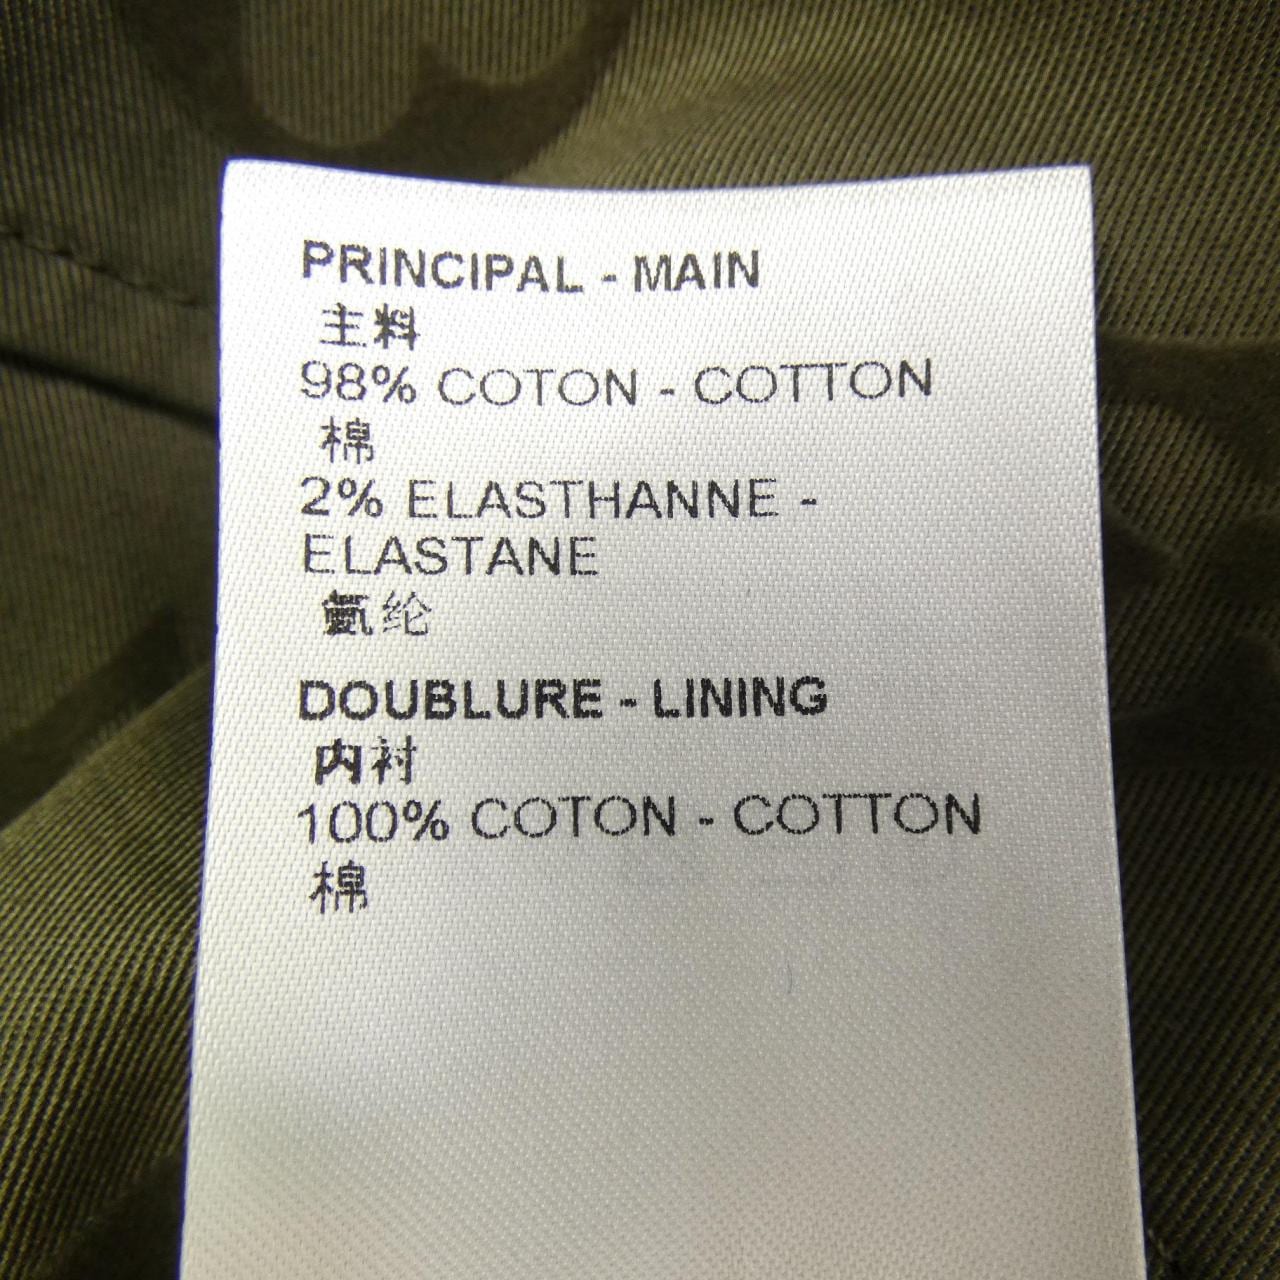 PRINCIPAL - MAIN
主料
98% COTON - COTTON
棉
2% ELASTHANNE -
ELASTANE
氨纶
DOUBLURE - LINING
内衬
100% COTON - COTTON
棉